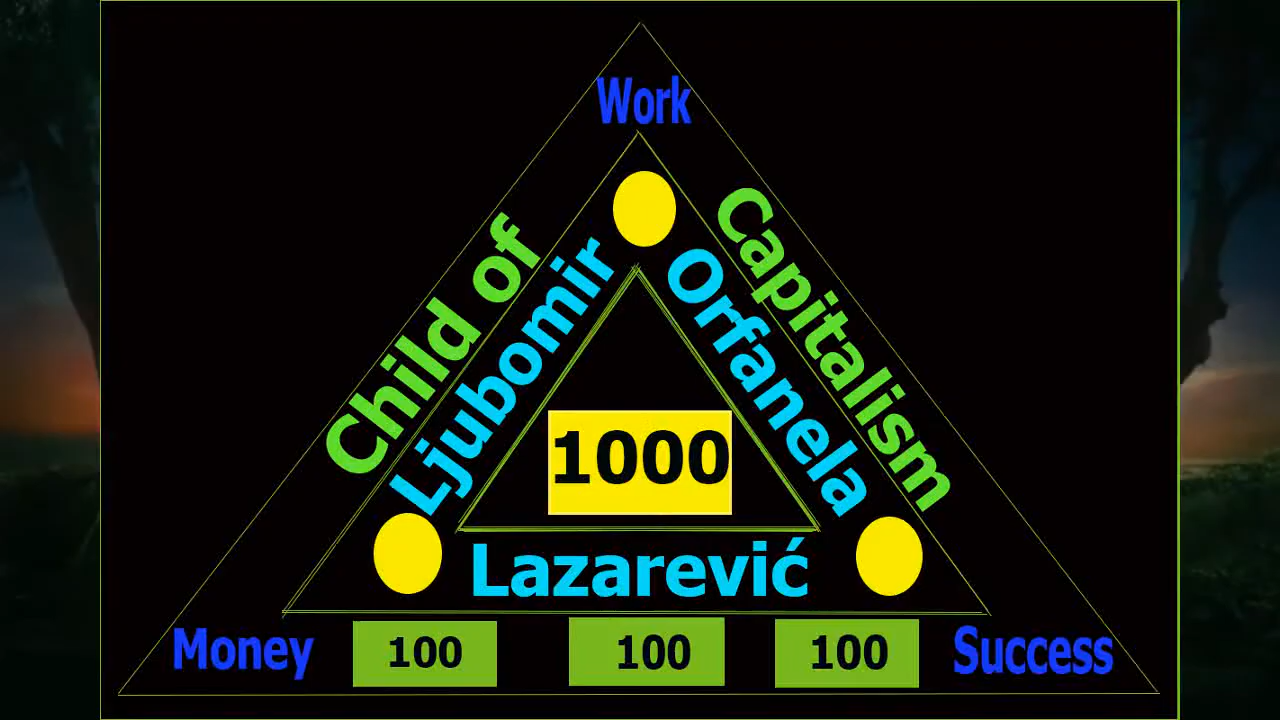 Work
Child of
Capitalism
Ljubomir
Orfanela
1000
Lazarević
Money
100
100
100
Success